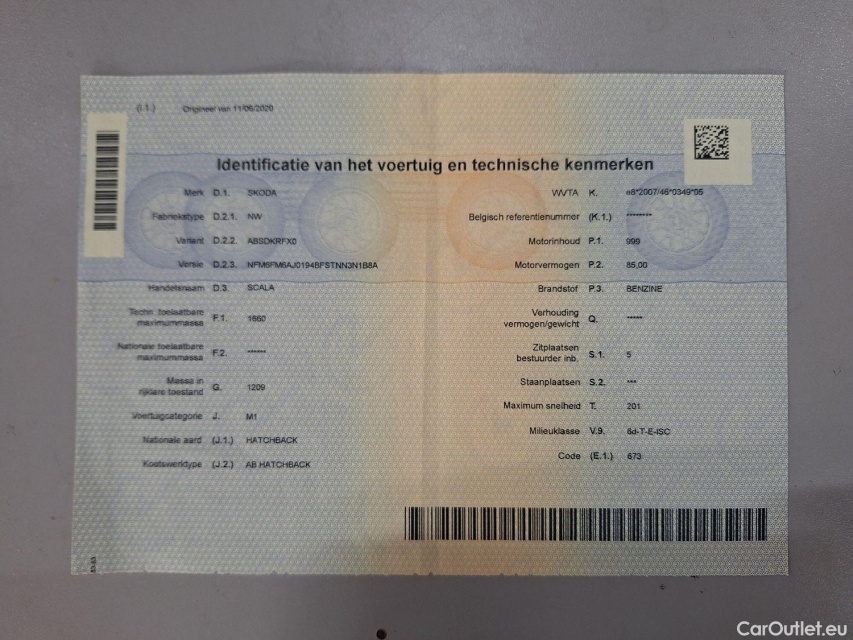 (I.1.) Origineel van 11/06/2020
Identificatie van het voertuig en technische kenmerken
Merk D.1. SKODA
Fabriekstype D.2.1. NW
Variant D.2.2. ABSDKRFX0
Versie D.2.3. NFM6FM6AJ0194BFSTNN3N1B8A
Handelsnaam D.3. SCALA
Techn. toelaatbare
maximummassa F.1. 1660
Nationale toelaatbare
maximummassa F.2. ******
Massa in
rijklare toestand G. 1209
Voertuigcategorie J. M1
Nationale aard (J.1.) HATCHBACK
Koetswerktype (J.2.) AB HATCHBACK
WVTA K. e8*2007/46*0349*05
Belgisch referentienummor (K.1.) ********
Motorinhoud P.1. 999
Motorvermogen P.2. 85,00
Brandstof P.3. BENZINE
Verhouding
vermogen/gewicht Q. *****
Zitplaatsen
bestuurder inb. S.1. 5
Staanplaatsen S.2. ***
Maximum snelheid T. 201
Milieuklasse V.9. 6d-T-E-ISC
Code (E.1.) 673
CarOutlet.eu